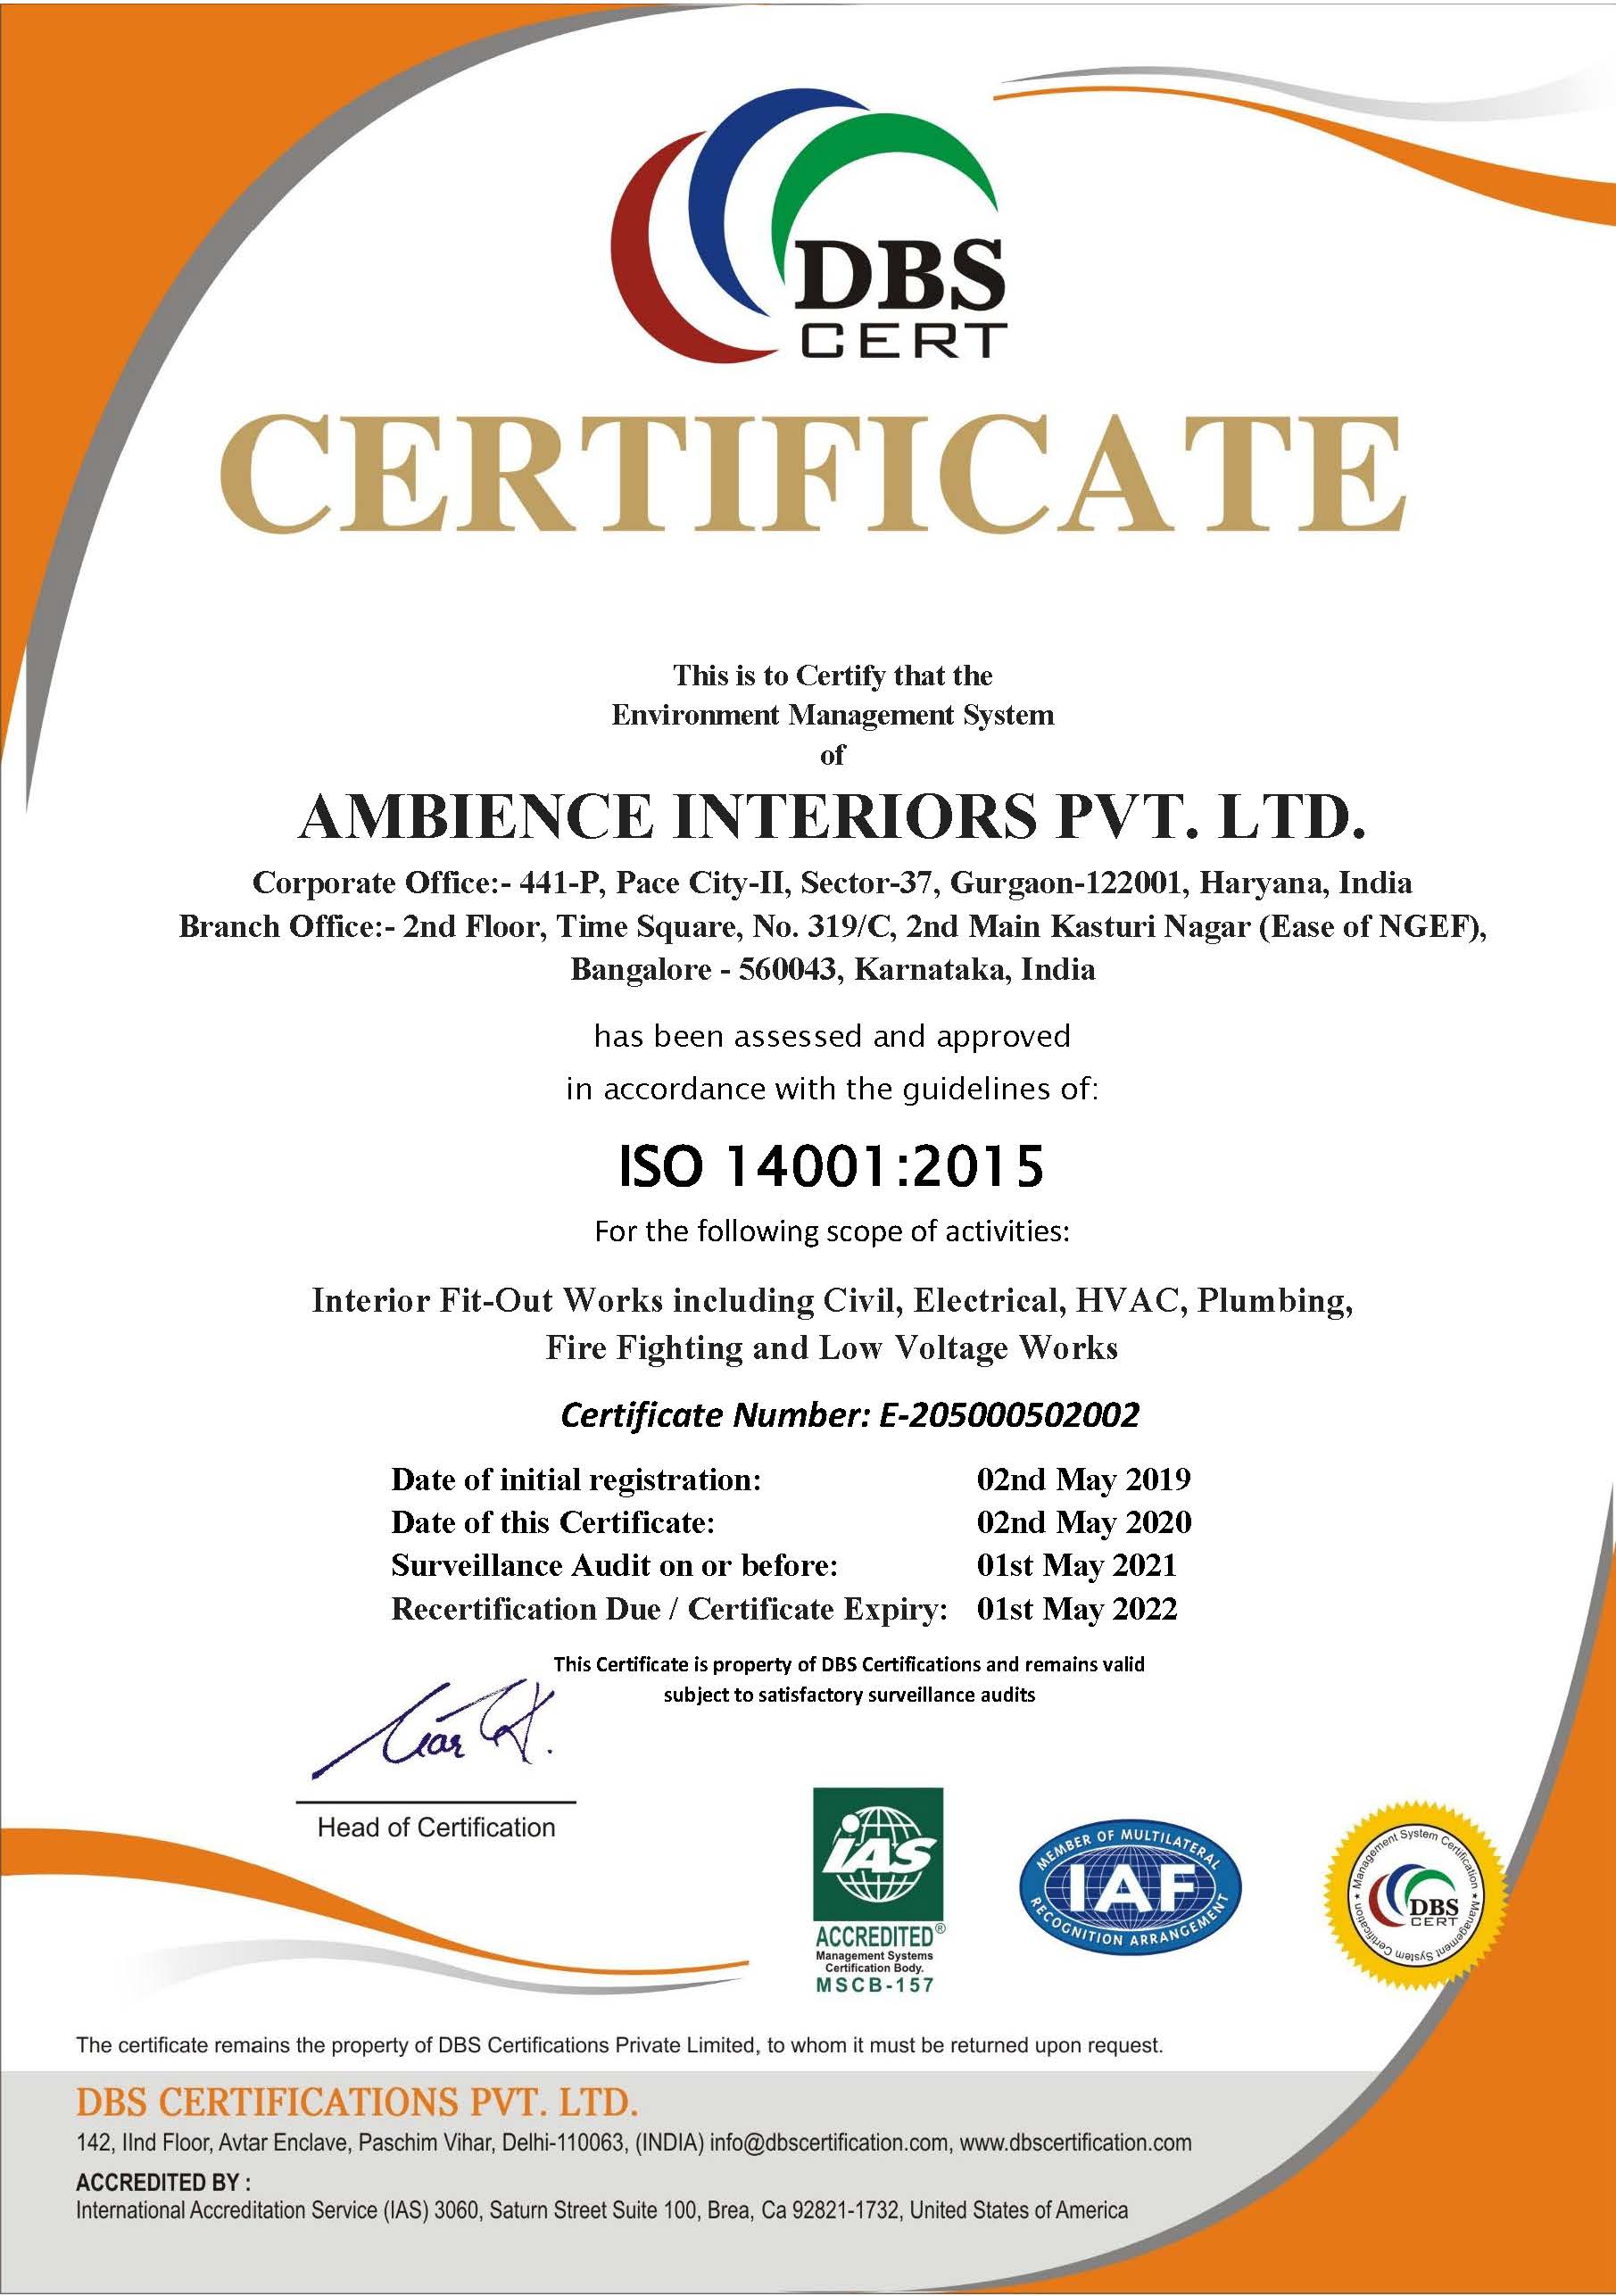 DBS
CERT
CERTIFICATE
This is to Certify that the
Environment Management System
of
AMBIENCE INTERIORS PVT. LTD.
Corporate Office:- 441-P, Pace City-II, Sector-37, Gurgaon-122001, Haryana, India
Branch Office:- 2nd Floor, Time Square, No. 319/C, 2nd Main Kasturi Nagar (Ease of NGEF),
Bangalore - 560043, Karnataka, India
has been assessed and approved
in accordance with the guidelines of:
ISO 14001:2015
For the following scope of activities:
Interior Fit-Out Works including Civil, Electrical, HVAC, Plumbing,
Fire Fighting and Low Voltage Works
Certificate Number: E-205000502002
Date of initial registration: 02nd May 2019
Date of this Certificate: 02nd May 2020
Surveillance Audit on or before: 01st May 2021
Recertification Due / Certificate Expiry: 01st May 2022
This Certificate is property of DBS Certifications and remains valid
subject to satisfactory surveillance audits
Head of Certification
iAS
ACCREDITED®
Management Systems
Certification Body.
MSCB-157
MEMBER OF MULTILATERAL
IAF
RECOGNITION ARRANGEMENT
Management System Certification * Management System Certification *
DBS
CERT
The certificate remains the property of DBS Certifications Private Limited, to whom it must be returned upon request.
DBS CERTIFICATIONS PVT. LTD.
142, IInd Floor, Avtar Enclave, Paschim Vihar, Delhi-110063, (INDIA) info@dbscertification.com, www.dbscertification.com
ACCREDITED BY :
International Accreditation Service (IAS) 3060, Saturn Street Suite 100, Brea, Ca 92821-1732, United States of America